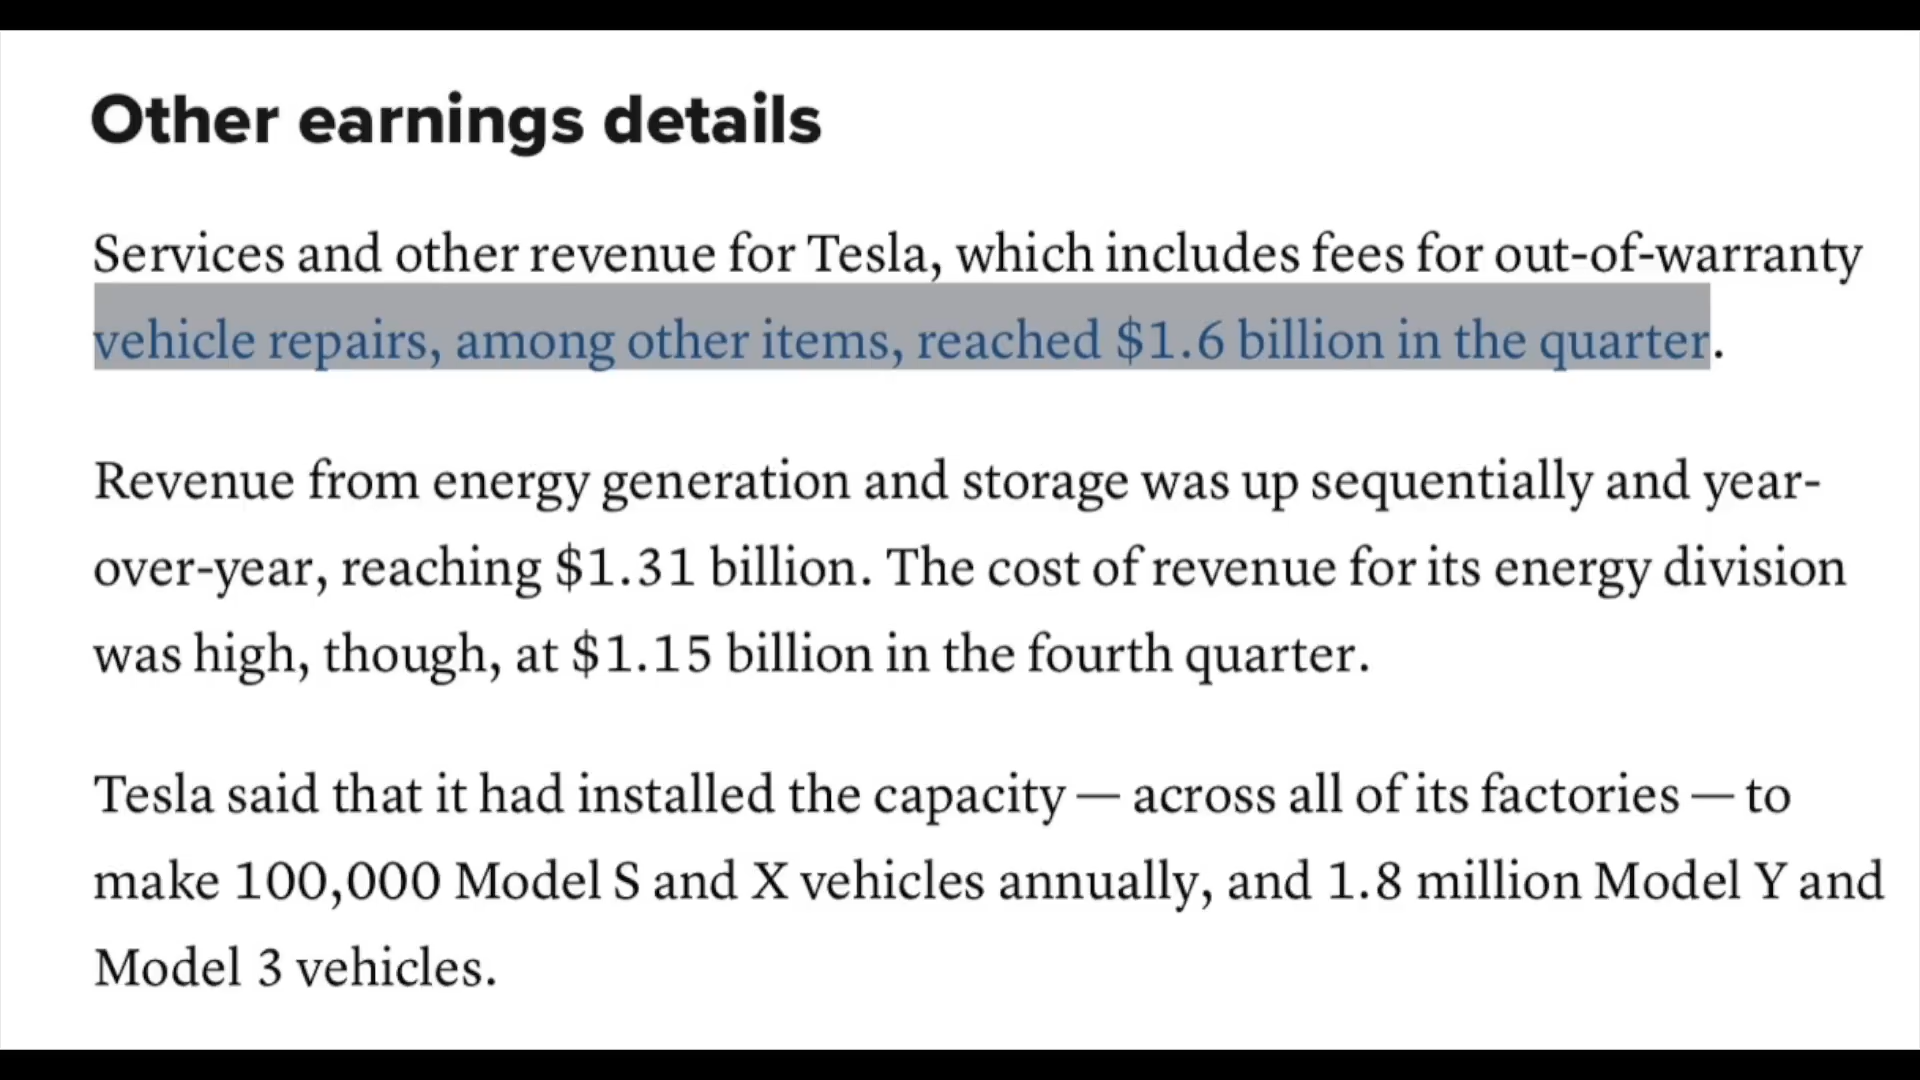 Other earnings details
Services and other revenue for Tesla, which includes fees for out-of-warranty
vehicle repairs, among other items, reached $1.6 billion in the quarter.
Revenue from energy generation and storage was up sequentially and year-
over-year, reaching $1.31 billion. The cost of revenue for its energy division
was high, though, at $1.15 billion in the fourth quarter.
Tesla said that it had installed the capacity — across all of its factories — to
make 100,000 Model S and X vehicles annually, and 1.8 million Model Y and
Model 3 vehicles.